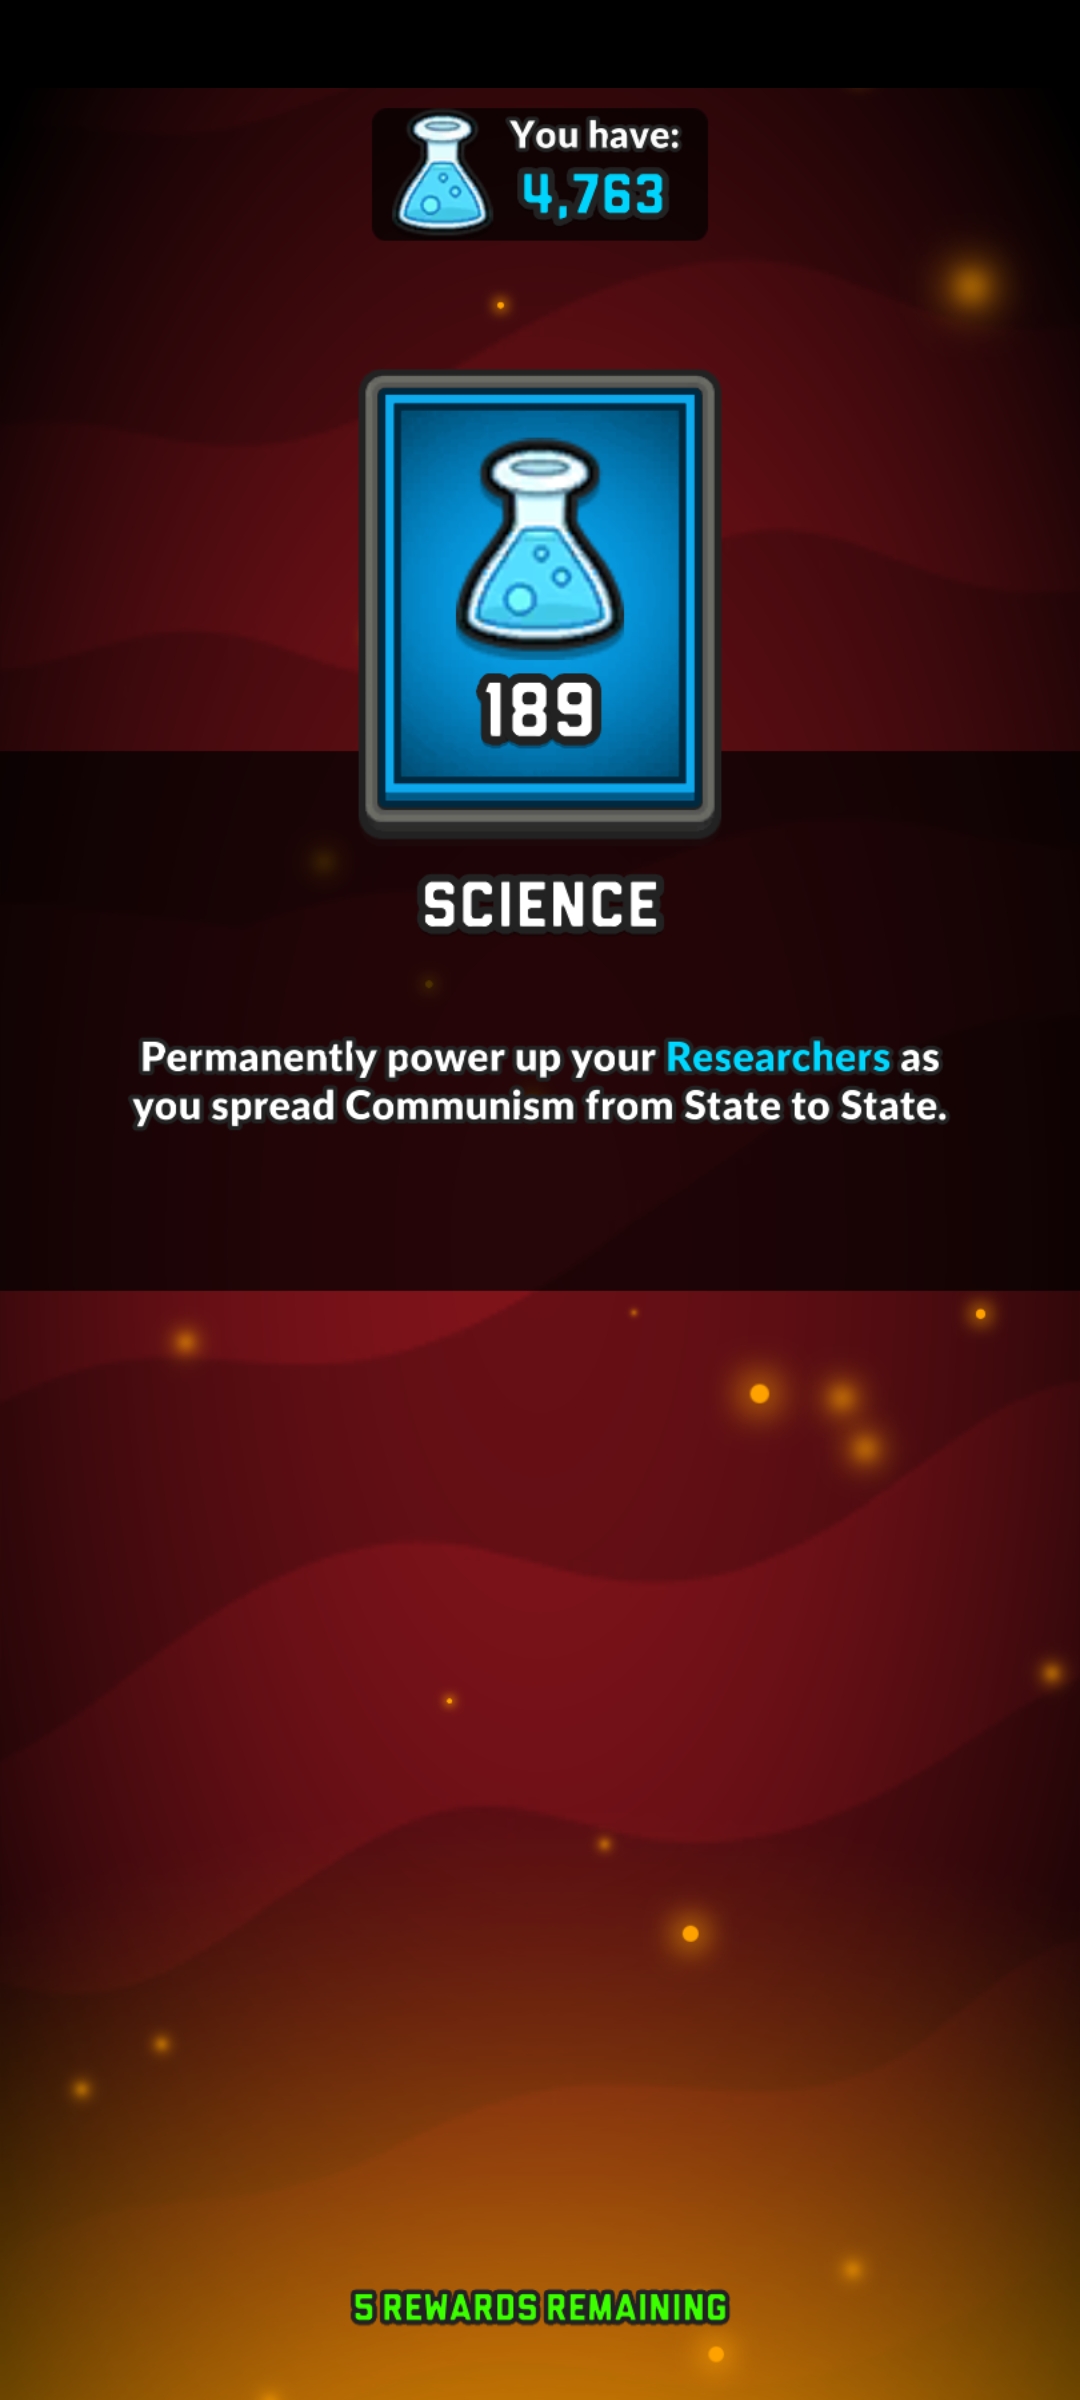 You have:
4,763
189
SCIENCE
Permanently power up your Researchers as
you spread Communism from State to State.
5 REWARDS REMAINING